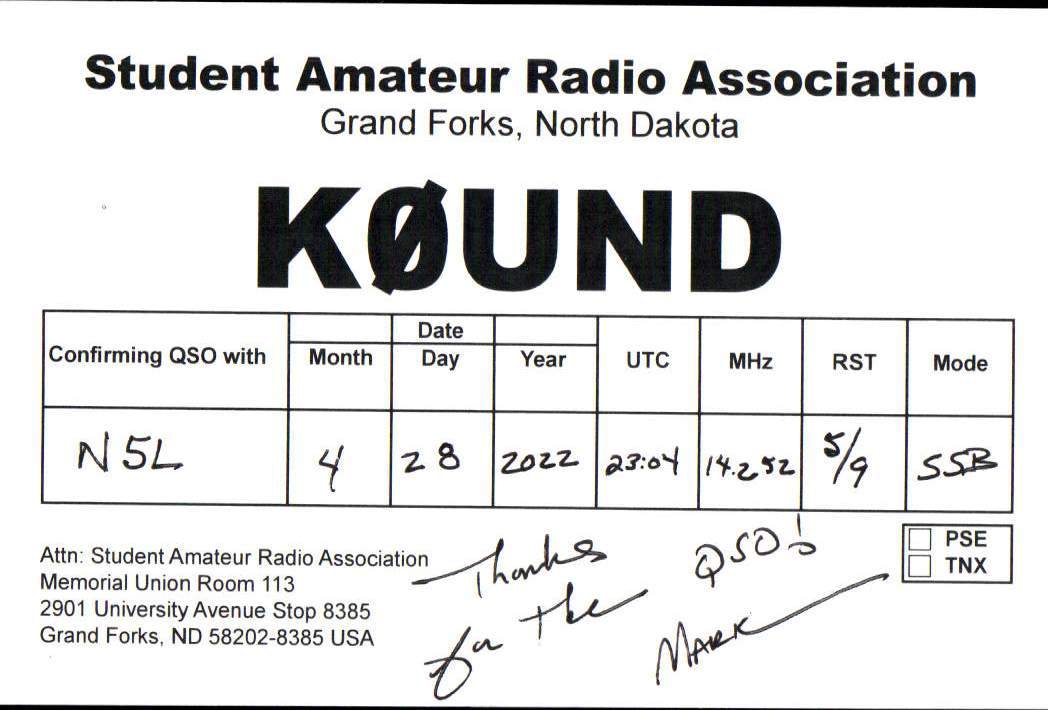 Student Amateur Radio Association
Grand Forks, North Dakota
KØUND
Confirming QSO with Month Date Day Year UTC MHz RST Mode
N5L 4 28 2022 23:04 14.252 5/9 SSB
Attn: Student Amateur Radio Association
Memorial Union Room 113
2901 University Avenue Stop 8385
Grand Forks, ND 58202-8385 USA
Thanks
for the QSO!
MARK
PSE
TNX